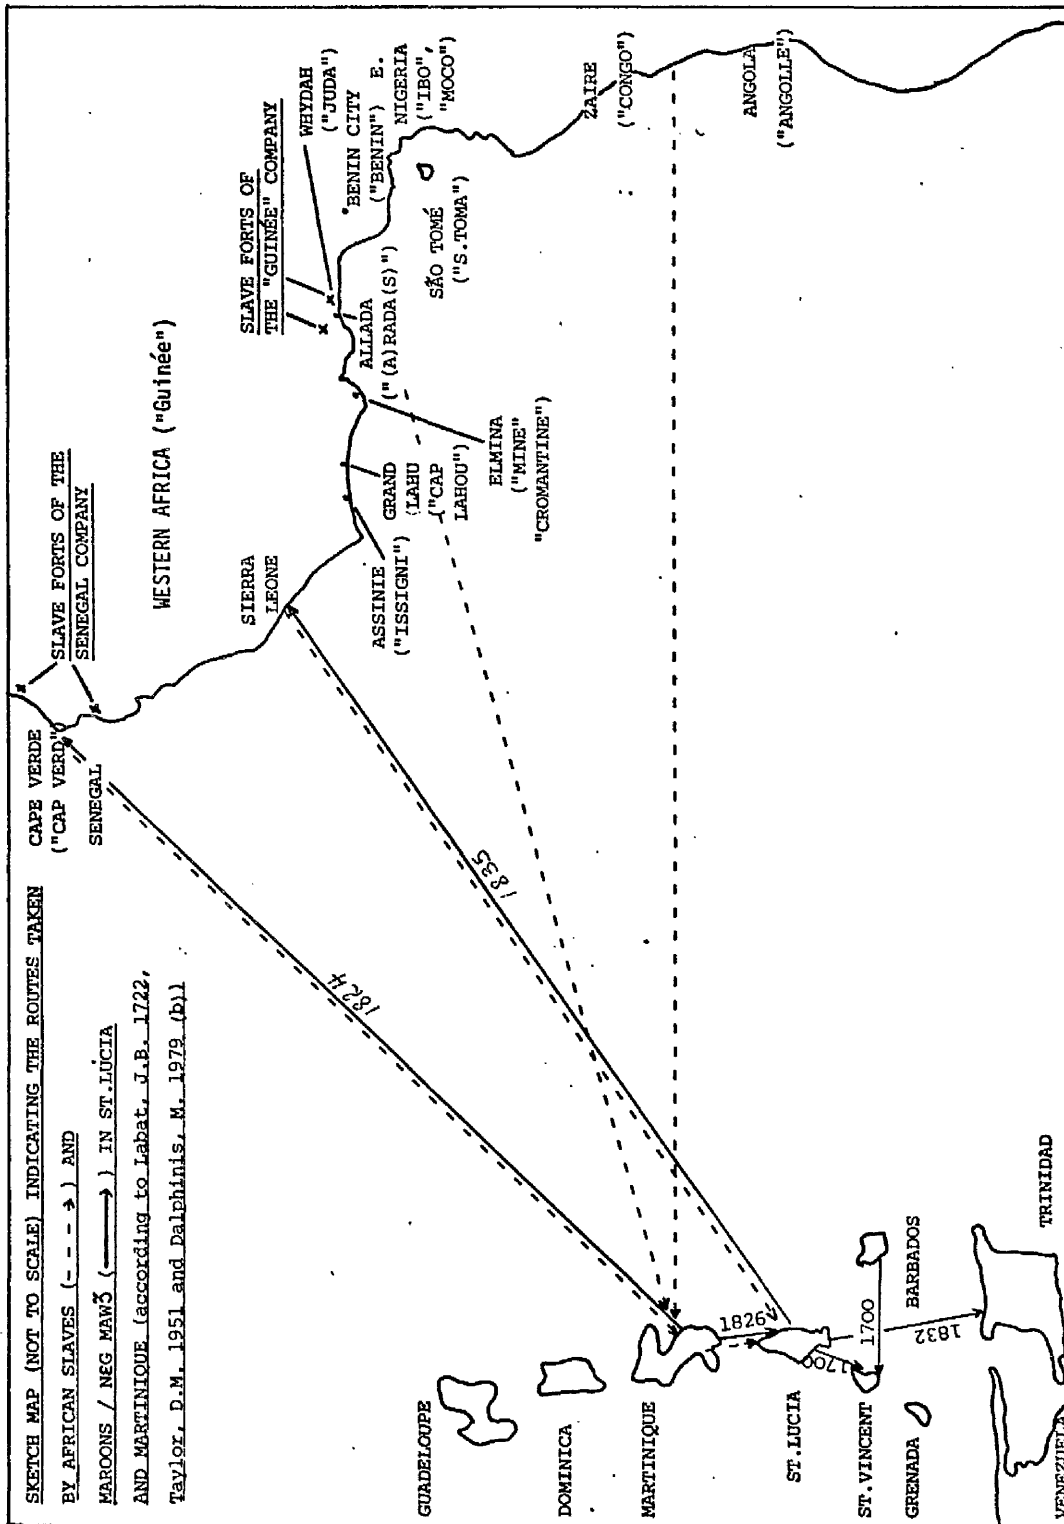 SKETCH MAP (NOT TO SCALE) INDICATING THE ROUTES TAKEN
BY AFRICAN SLAVES (- - - →) AND
MAROONS / NƐG MAW3 (———→) IN ST.LUCIA
AND MARTINIQUE (according to Labat, J.B. 1722,
Taylor, D.M. 1951 and Dalphinis, M. 1979 (b))
CAPE VERDE
("CAP VERD")
SENEGAL
SLAVE FORTS OF THE
SENEGAL COMPANY
WESTERN AFRICA ("Guinée")
SIERRA
LEONE
SLAVE FORTS OF
THE "GUINÉE" COMPANY
WHYDAH
("JUDA")
BENIN CITY
("BENIN")
E.
NIGERIA
("IBO",
"MOCO")
ALLADA
("(A)RADA(S)")
SÃO TOMÉ
("S.TOMA")
GRAND
LAHU
("CAP
LAHOU")
ASSINIE
("ISSIGNI")
ELMINA
("MINE"
"CROMANTINE")
ZAIRE
("CONGO")
ANGOLA
("ANGOLLE")
1824
1835
GUADELOUPE
DOMINICA
MARTINIQUE
1826
ST.LUCIA
1700
ST.VINCENT
1700
BARBADOS
GRENADA
1832
TRINIDAD
VENEZUELA